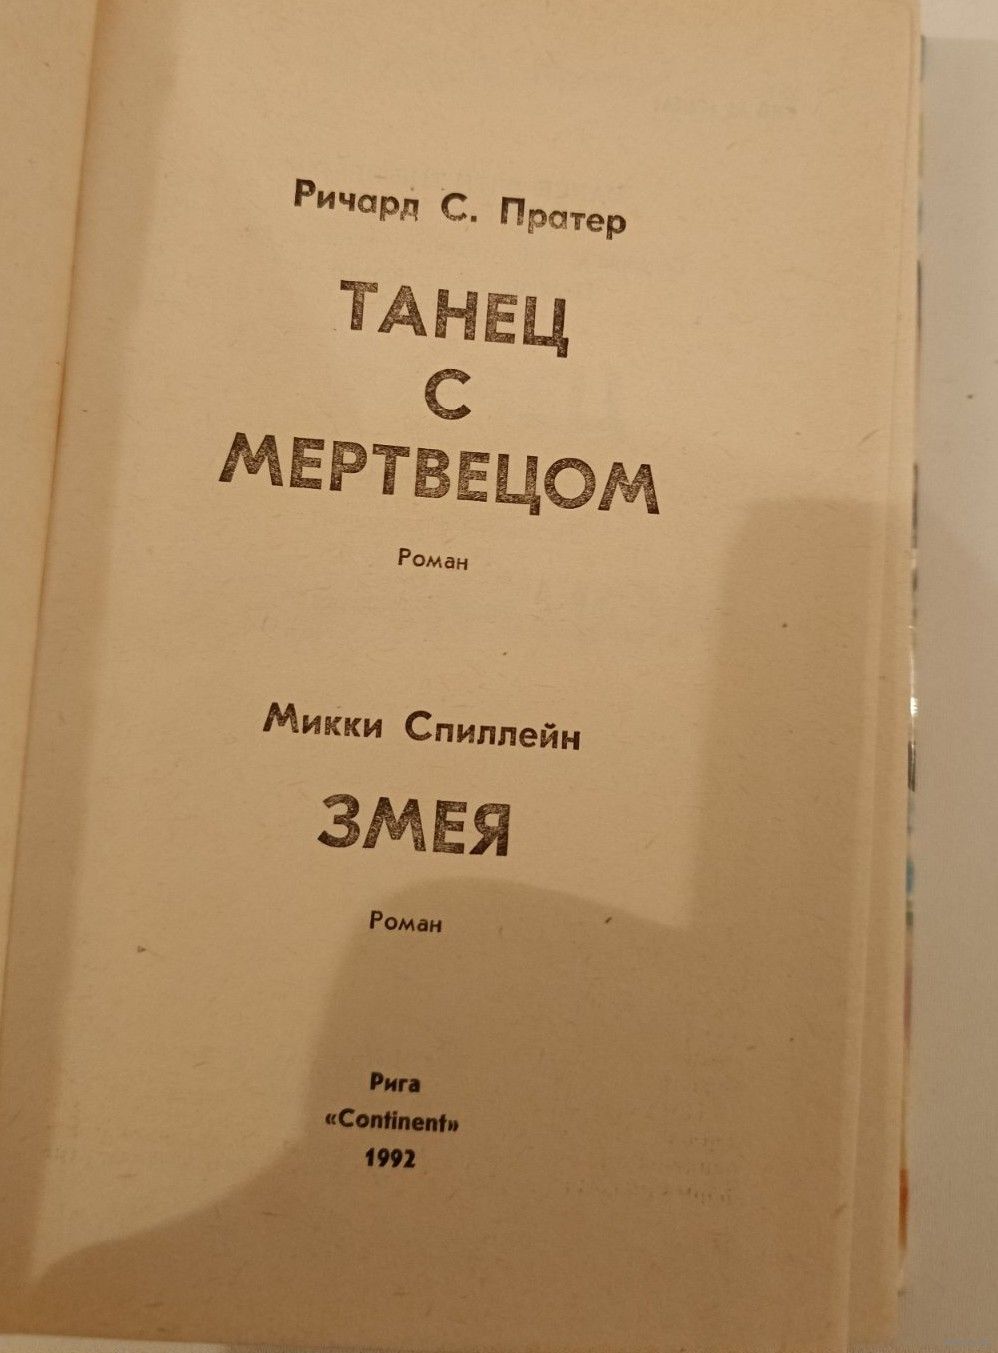 Ричард С. Пратер
ТАНЕЦ
С
МЕРТВЕЦОМ
Роман
Микки Спиллейн
ЗМЕЯ
Роман
Рига
«Continent»
1992